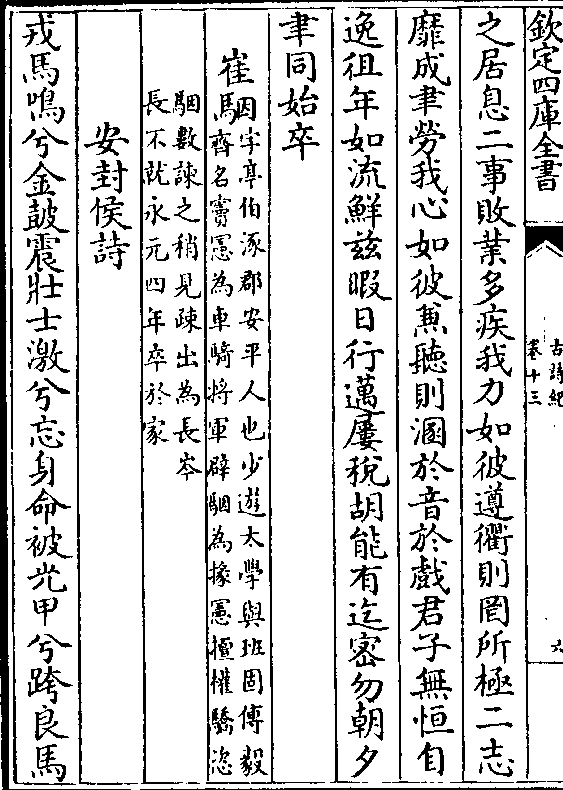 欽定四庫全書
古詩紀
卷十三
六
之居息二事敗業多疾我力如彼遵衢則罔所極二志
靡成聿勞我心如彼兼聽則溷於音於戲君子無恒自
逸徂年如流鮮兹暇日行邁屢稅胡能有迄密勿朝夕
聿同始卒
崔駰字亭伯涿郡安平人也少遊太學與班固傅毅
齊名竇憲為車騎將軍辟駰為掾憲擅權驕恣
駰數諫之稍見疎出為長岑
長不就永元四年卒於家
安封侯詩
戎馬鳴兮金鼓震壯士激兮忘身命被光甲兮跨良馬